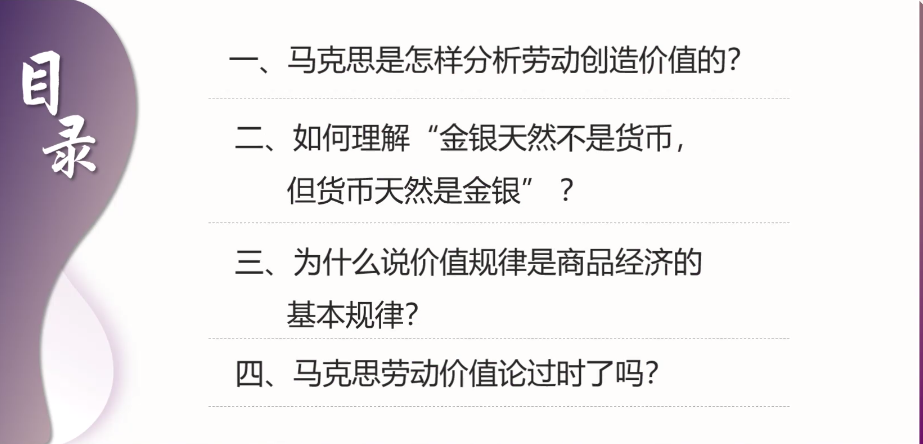 目录
一、马克思是怎样分析劳动创造价值的？
二、如何理解“金银天然不是货币，
但货币天然是金银”？
三、为什么说价值规律是商品经济的
基本规律？
四、马克思劳动价值论过时了吗？